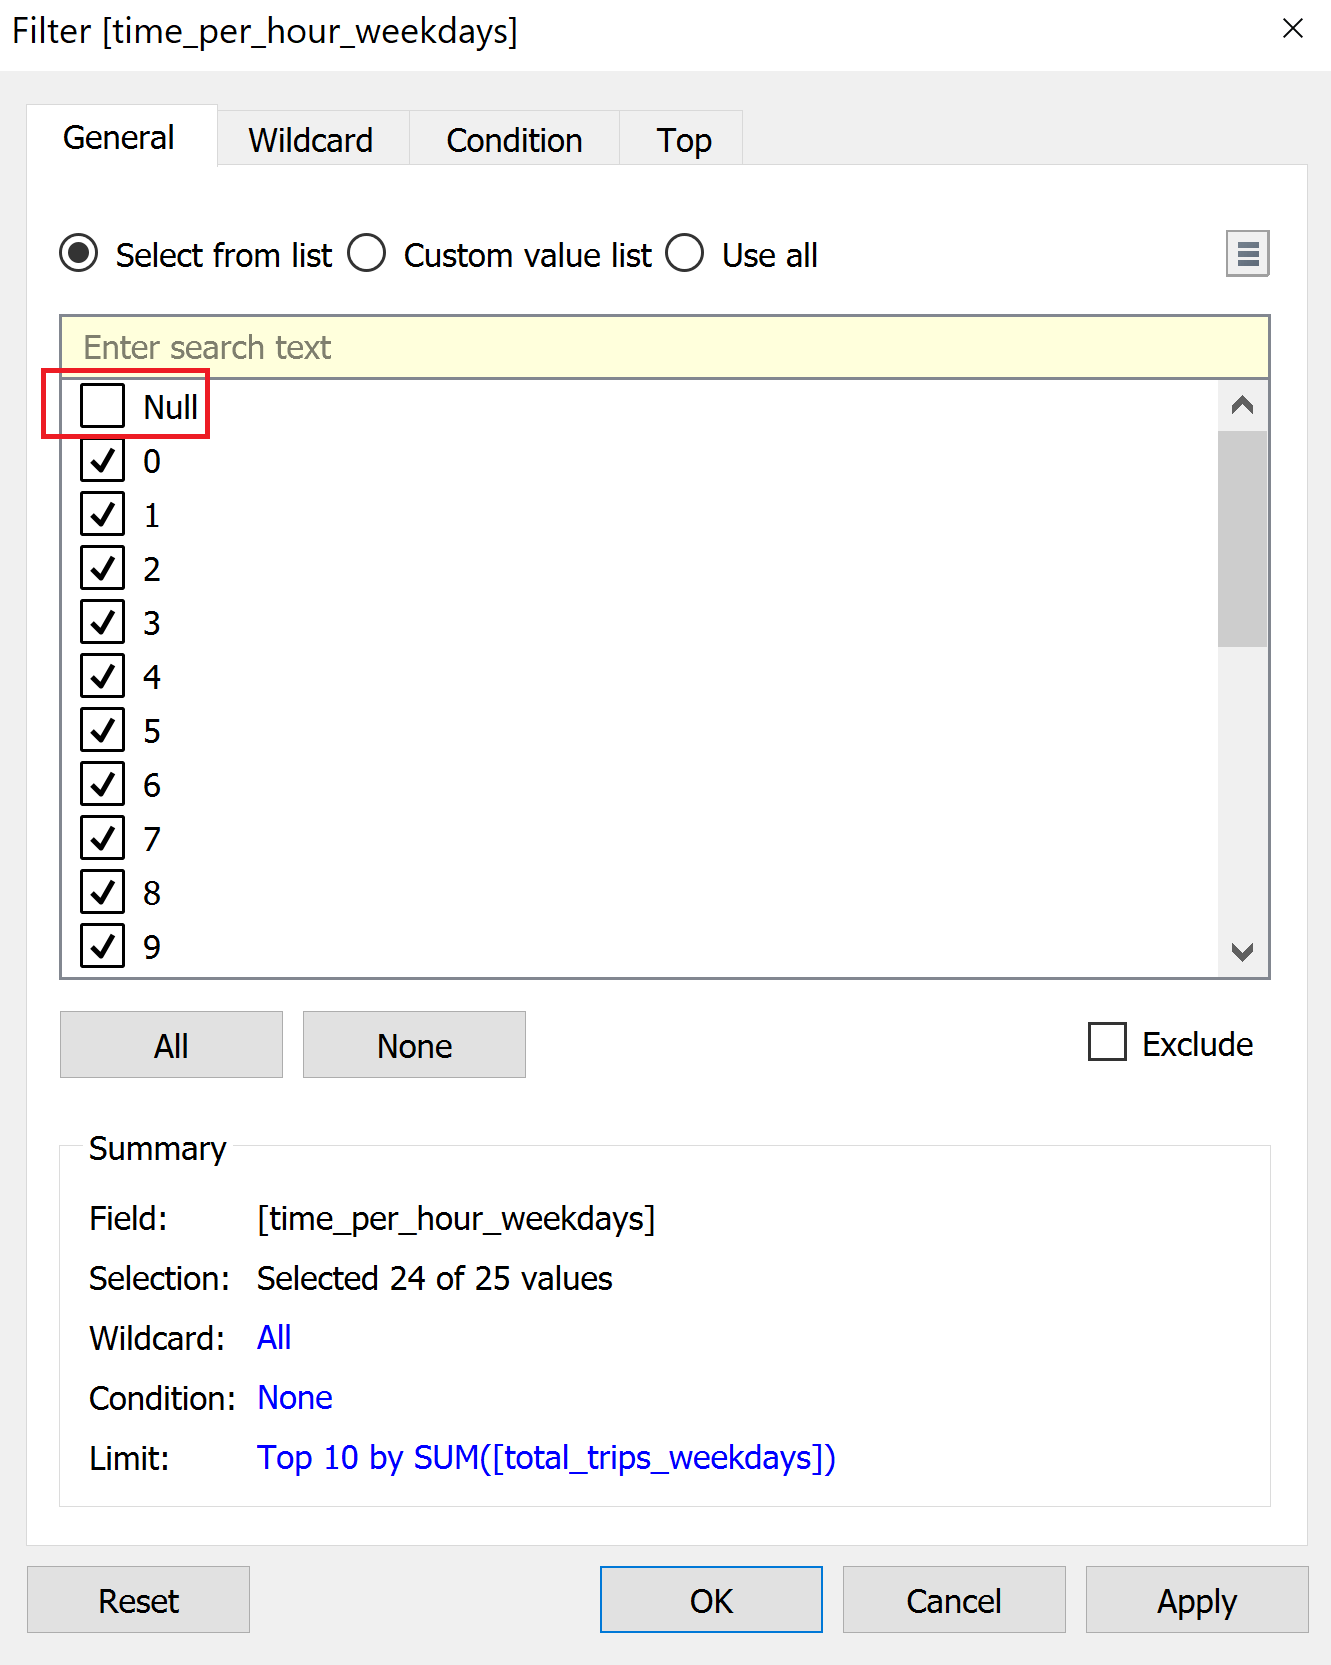 Filter [time_per_hour_weekdays]
General Wildcard Condition Top
Select from list Custom value list Use all
Enter search text
Null
0
1
2
3
4
5
6
7
8
9
All None Exclude
Summary
Field: [time_per_hour_weekdays]
Selection: Selected 24 of 25 values
Wildcard: All
Condition: None
Limit: Top 10 by SUM([total_trips_weekdays])
Reset OK Cancel Apply